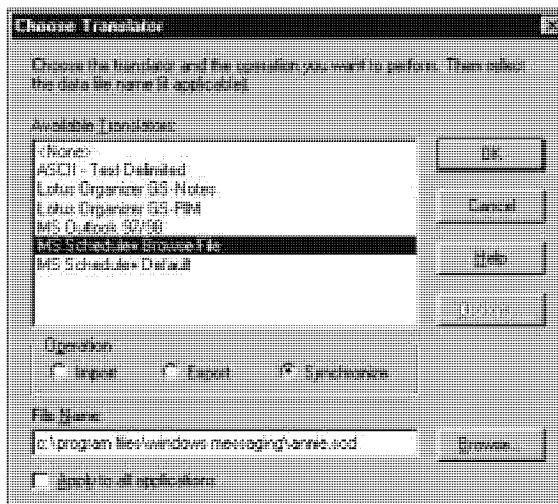 Choose Translator
Choose the translator and the operation you want to perform. Then select
the data file name (if applicable).
Available Translators:
<None>
ASCII - Text Delimited
Lotus Organizer GS-Notes
Lotus Organizer GS-PIM
MS Outlook 97/98
MS Schedule+ Browse File
MS Schedule+ Default
OK
Cancel
Help
Options...
Operation
Import
Export
Synchronize
File Name:
c:\program files\windows messaging\annie.scd
Browse...
Apply to all applications